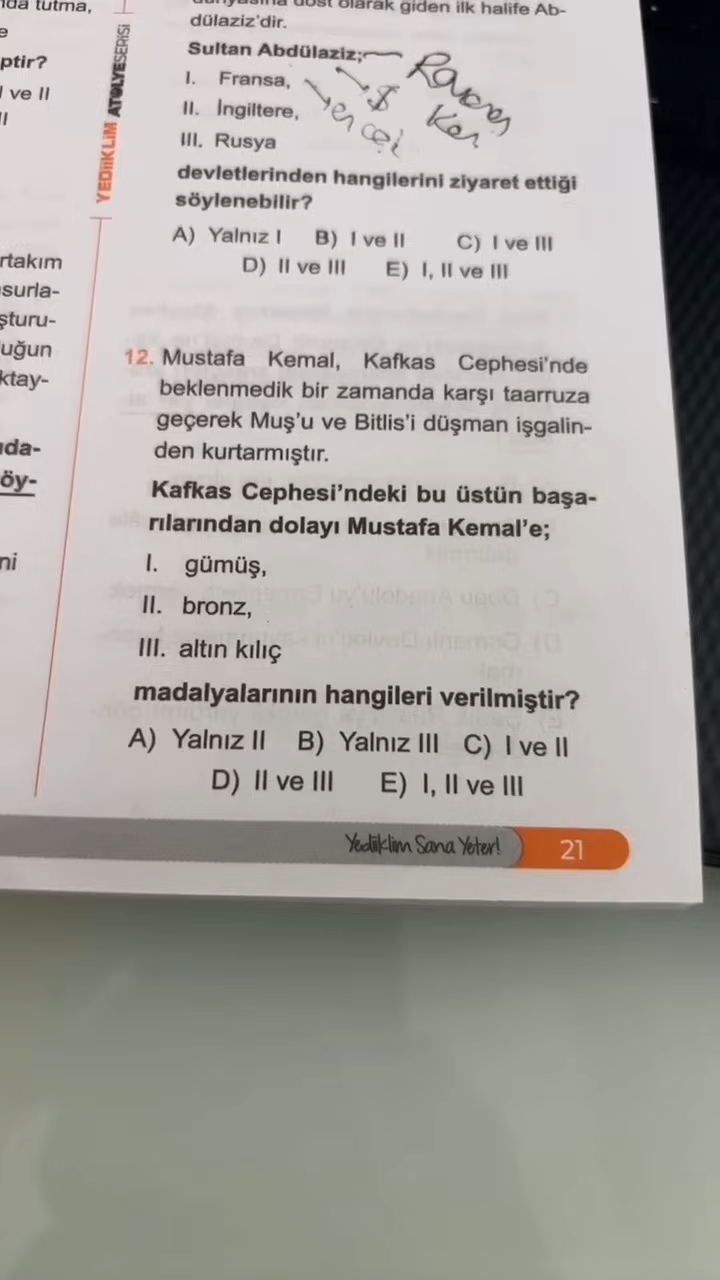 tutma,
e
ptir?
I ve II
II
rtakım
surla-
şturu-
uğun
ktay-
da-
öy-
ni
YEDİİKLİM ATÖLYESERİSİ
dost olarak giden ilk halife Ab-
dülaziz'dir.
Sultan Abdülaziz;
I. Fransa,
II. İngiltere,
III. Rusya
devletlerinden hangilerini ziyaret ettiği
söylenebilir?
A) Yalnız I B) I ve II C) I ve III
D) II ve III E) I, II ve III
12. Mustafa Kemal, Kafkas Cephesi'nde
beklenmedik bir zamanda karşı taarruza
geçerek Muş'u ve Bitlis'i düşman işgalin-
den kurtarmıştır.
Kafkas Cephesi'ndeki bu üstün başa-
rılarından dolayı Mustafa Kemal'e;
I. gümüş,
II. bronz,
III. altın kılıç
madalyalarının hangileri verilmiştir?
A) Yalnız II B) Yalnız III C) I ve II
D) II ve III E) I, II ve III
Yediiklim Sana Yeter!
21